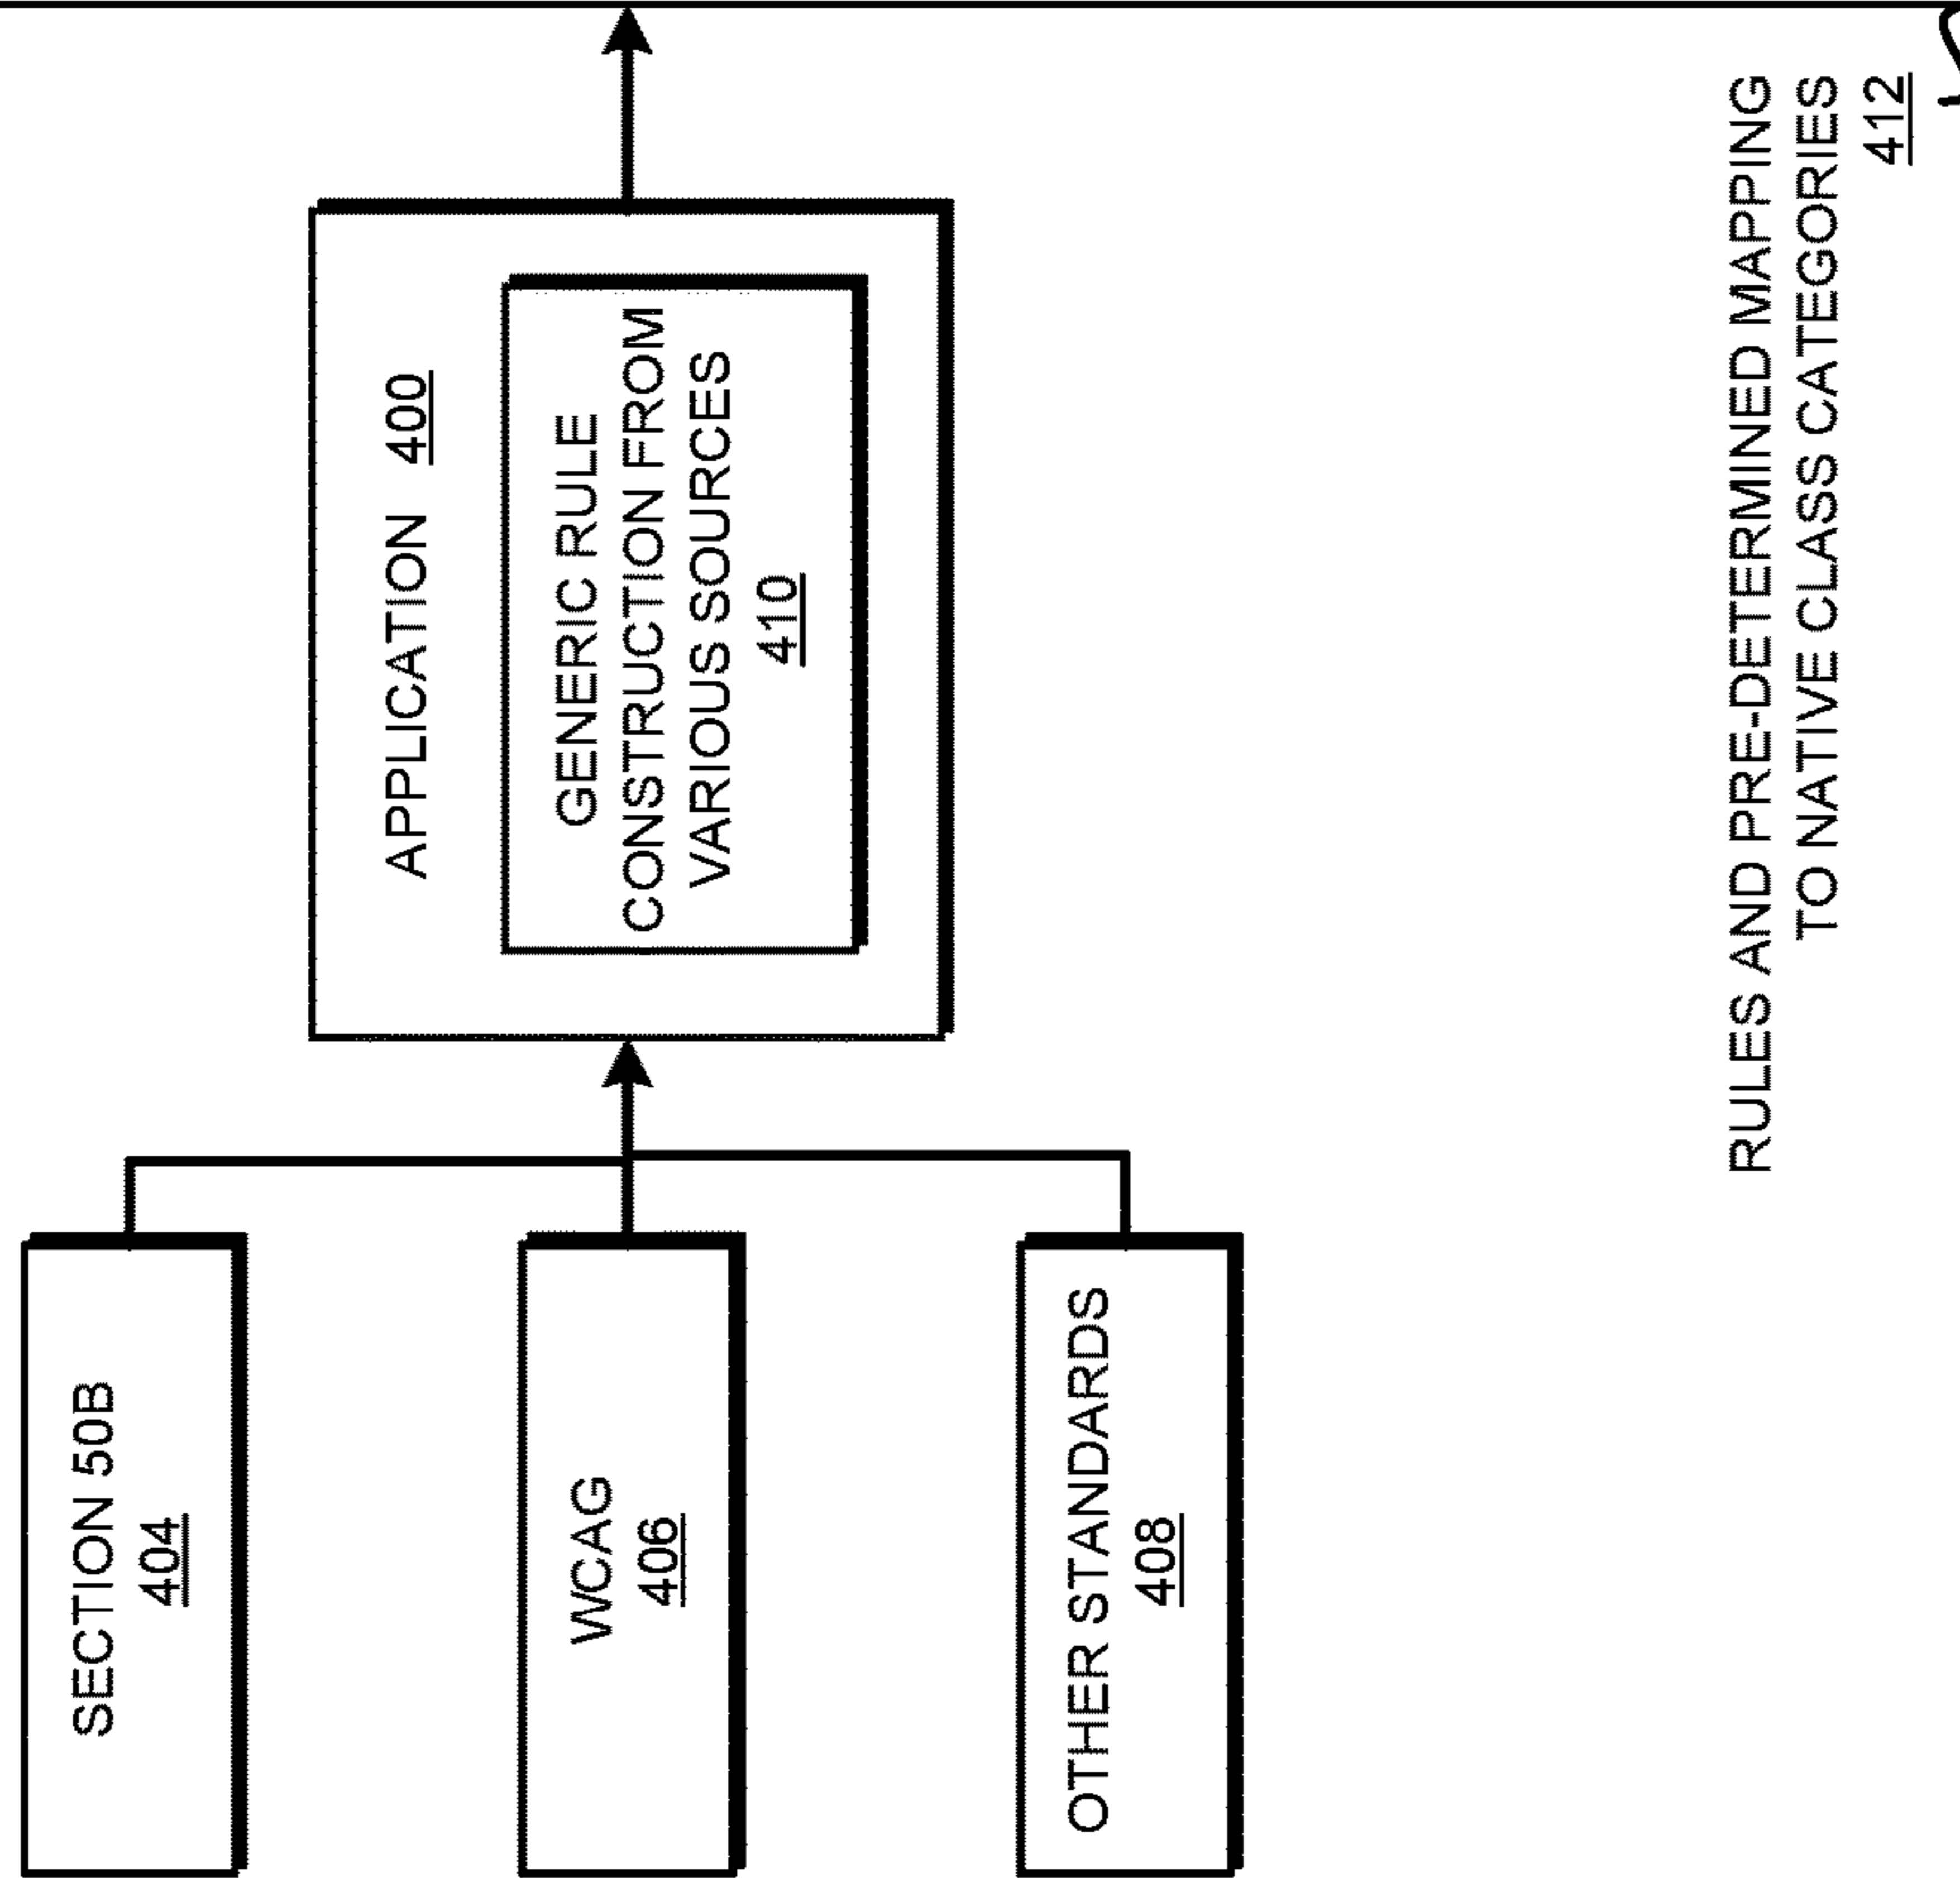 SECTION 50B
404
WCAG
406
OTHER STANDARDS
408
APPLICATION 400
GENERIC RULE
CONSTRUCTION FROM
VARIOUS SOURCES
410
RULES AND PRE-DETERMINED MAPPING
TO NATIVE CLASS CATEGORIES
412